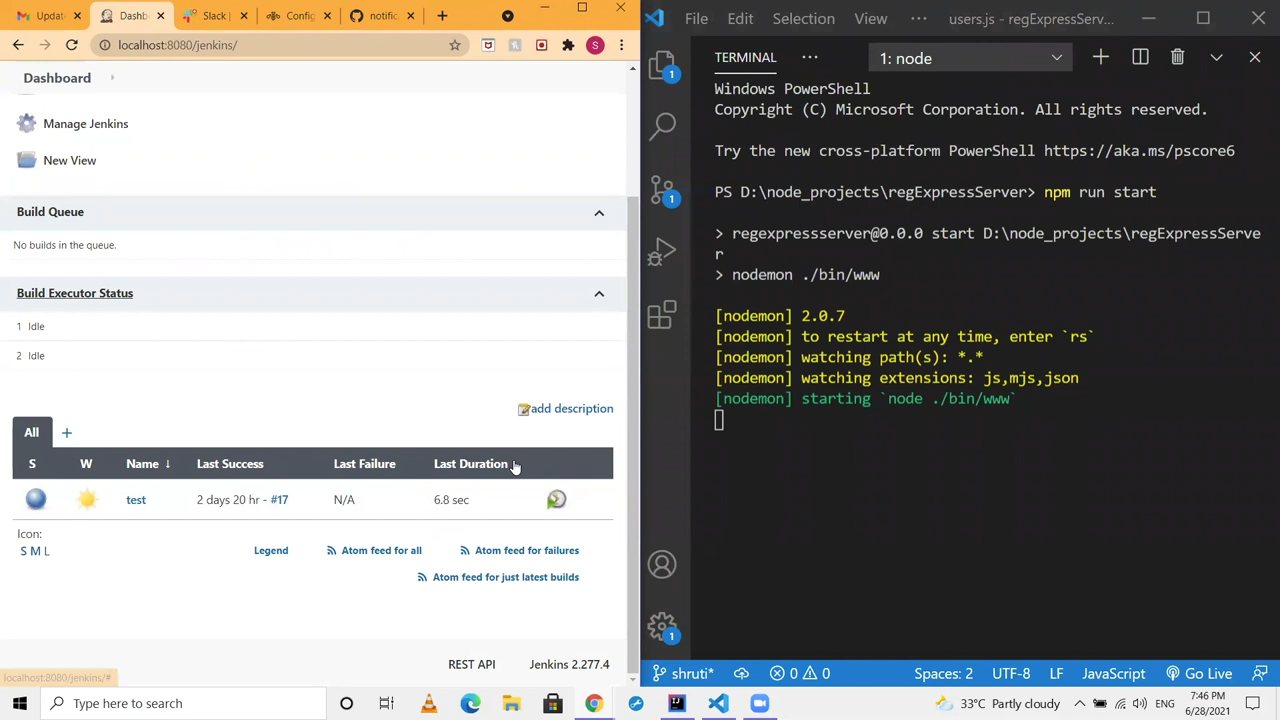 Updat
Dashb
Slack |
Config
notific
localhost:8080/jenkins/
S
Dashboard
Manage Jenkins
New View
Build Queue
No builds in the queue.
Build Executor Status
1 Idle
2 Idle
add description
All +
S W Name ↓ Last Success Last Failure Last Duration
test 2 days 20 hr - #17 N/A 6.8 sec
Icon:
S M L
Legend Atom feed for all Atom feed for failures
Atom feed for just latest builds
REST API Jenkins 2.277.4
localhost:8080/jenkins/#
File Edit Selection View ··· users.js - regExpressServ...
TERMINAL ··· 1: node
1
1
1
Windows PowerShell
Copyright (C) Microsoft Corporation. All rights reserved.
Try the new cross-platform PowerShell https://aka.ms/pscore6
PS D:\node_projects\regExpressServer> npm run start
> regexpressserver@0.0.0 start D:\node_projects\regExpressServe
r
> nodemon ./bin/www
[nodemon] 2.0.7
[nodemon] to restart at any time, enter `rs`
[nodemon] watching path(s): *.*
[nodemon] watching extensions: js,mjs,json
[nodemon] starting `node ./bin/www`
shruti* 0 0 Spaces: 2 UTF-8 LF JavaScript Go Live
Type here to search
33°C Partly cloudy ENG
7:46 PM
6/28/2021